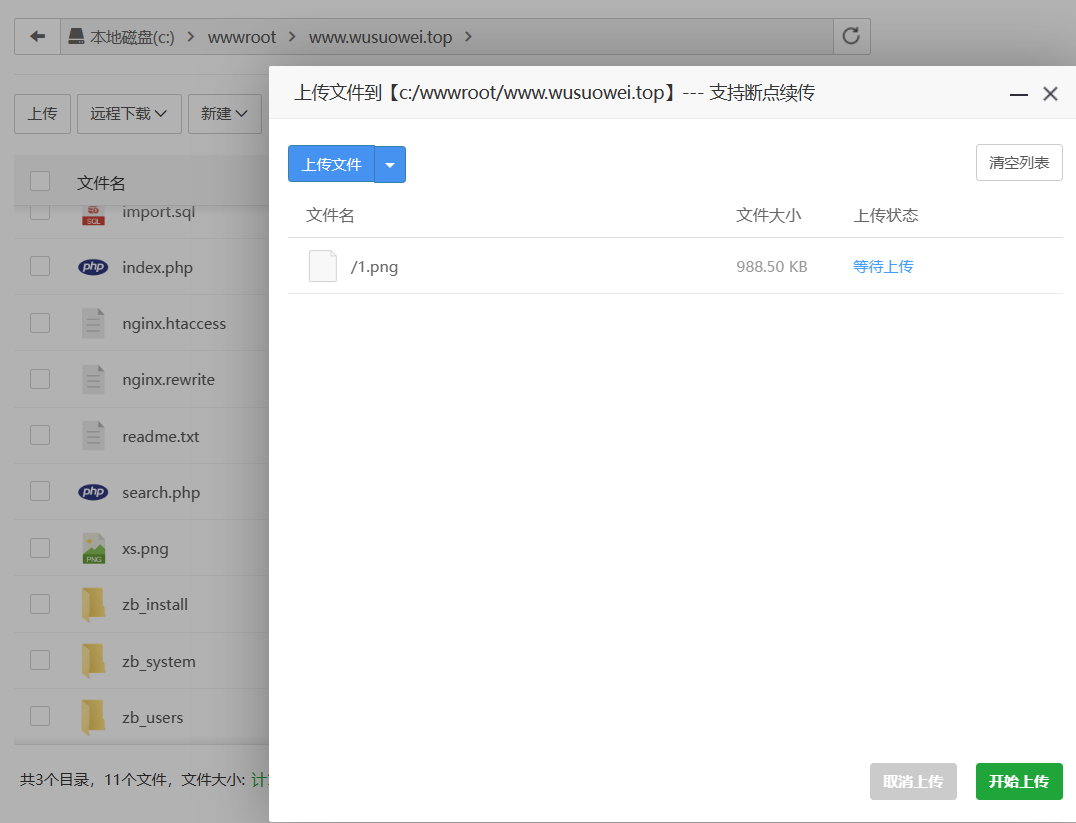 本地磁盘(c:) > wwwroot > www.wusuowei.top >
上传文件到【c:/wwwroot/www.wusuowei.top】--- 支持断点续传
上传 远程下载 新建
上传文件 清空列表
文件名
文件名 文件大小 上传状态
import.sql
SQL
/1.png 988.50 KB 等待上传
php index.php
nginx.htaccess
nginx.rewrite
readme.txt
php search.php
xs.png
PNG
zb_install
zb_system
zb_users
共3个目录，11个文件，文件大小: 计
取消上传 开始上传